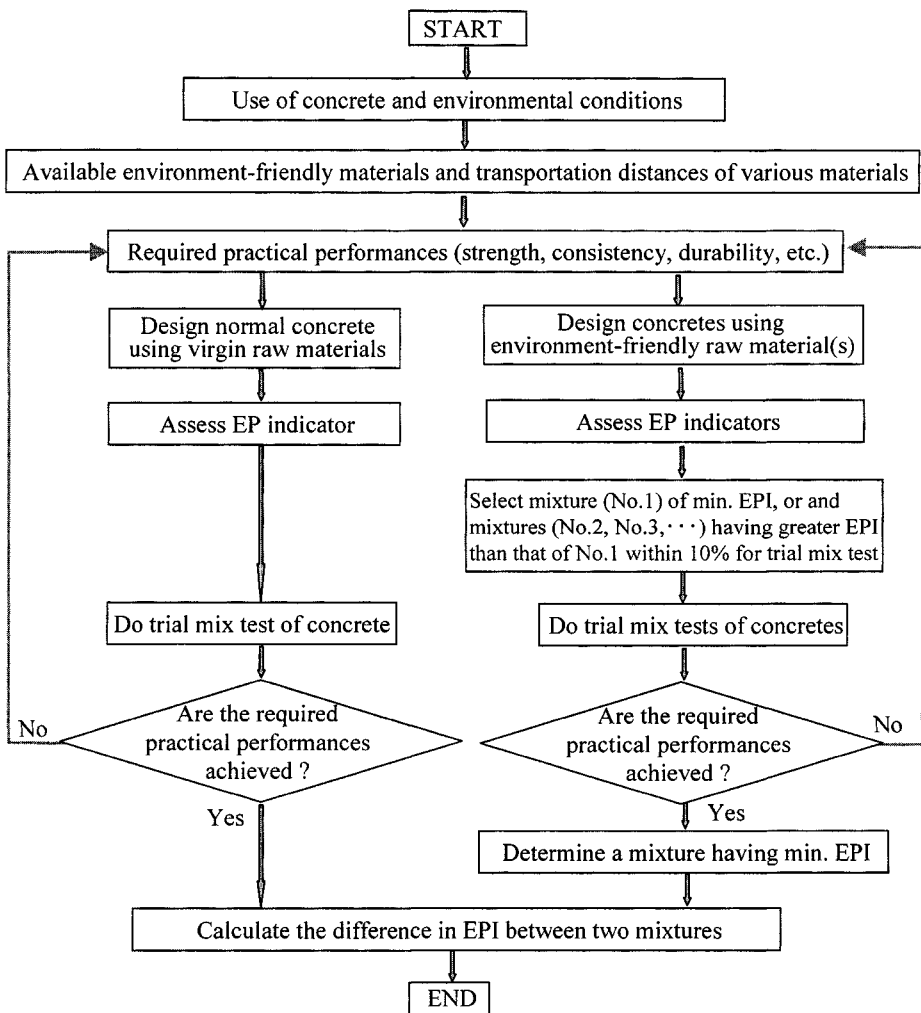 START
Use of concrete and environmental conditions
Available environment-friendly materials and transportation distances of various materials
Required practical performances (strength, consistency, durability, etc.)
Design normal concrete
using virgin raw materials
Design concretes using
environment-friendly raw material(s)
Assess EP indicator
Assess EP indicators
Select mixture (No.1) of min. EPI, or and
mixtures (No.2, No.3,···) having greater EPI
than that of No.1 within 10% for trial mix test
Do trial mix test of concrete
Do trial mix tests of concretes
No
Are the required
practical performances
achieved ?
Are the required
practical performances
achieved ?
No
Yes
Yes
Determine a mixture having min. EPI
Calculate the difference in EPI between two mixtures
END